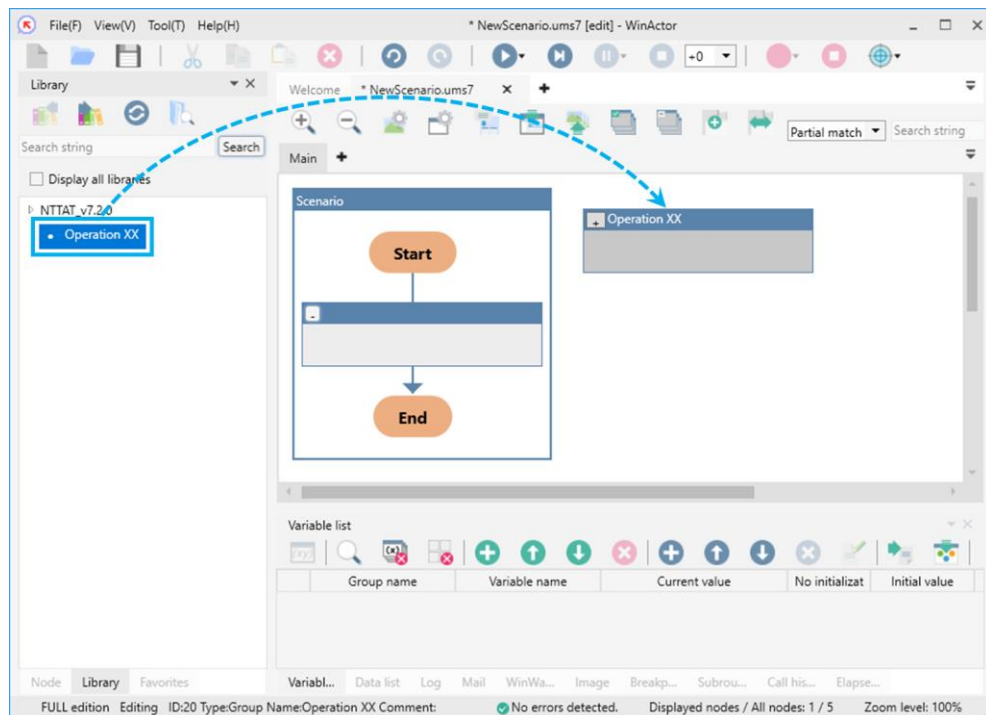 File(F) View(V) Tool(T) Help(H)
* NewScenario.ums7 [edit] - WinActor
+0
Library
Search string
Search
Display all libraries
NTTAT_v7.2.0
Operation XX
Welcome * NewScenario.ums7
Partial match Search string
Main
Scenario
Start
End
Operation XX
Variable list
Group name Variable name Current value No initializat Initial value
Node Library Favorites
Variabl... Data list Log Mail WinWa... Image Breakp... Subrou... Call his... Elapse...
FULL edition Editing ID:20 Type:Group Name:Operation XX Comment: No errors detected. Displayed nodes / All nodes: 1 / 5 Zoom level: 100%